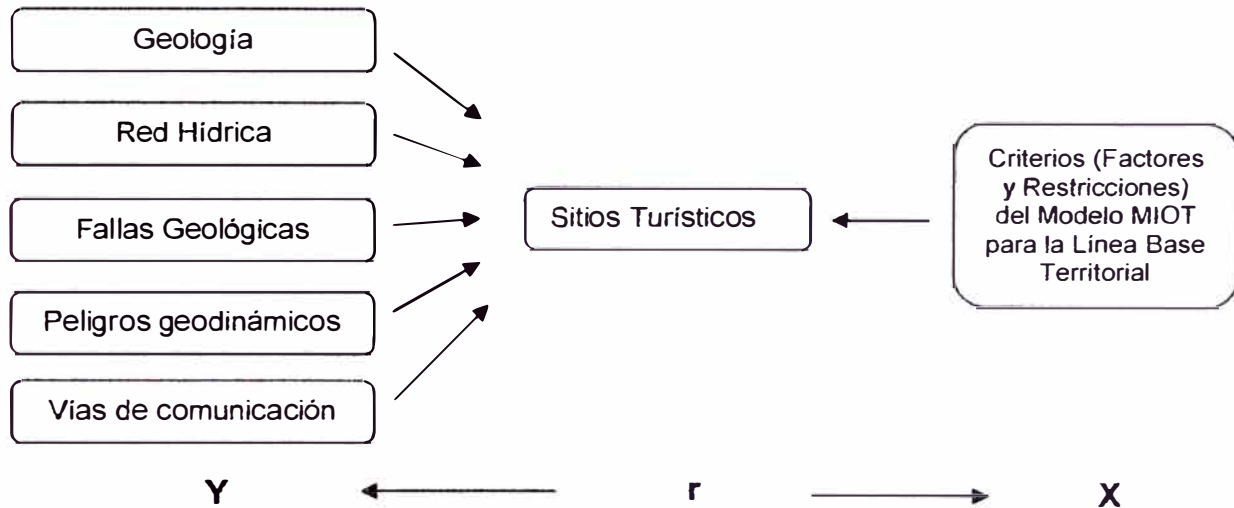 Geología
Red Hídrica
Fallas Geológicas
Peligros geodinámicos
Vías de comunicación
Sitios Turísticos
Criterios (Factores
y Restricciones)
del Modelo MIOT
para la Línea Base
Territorial
Y
r
X